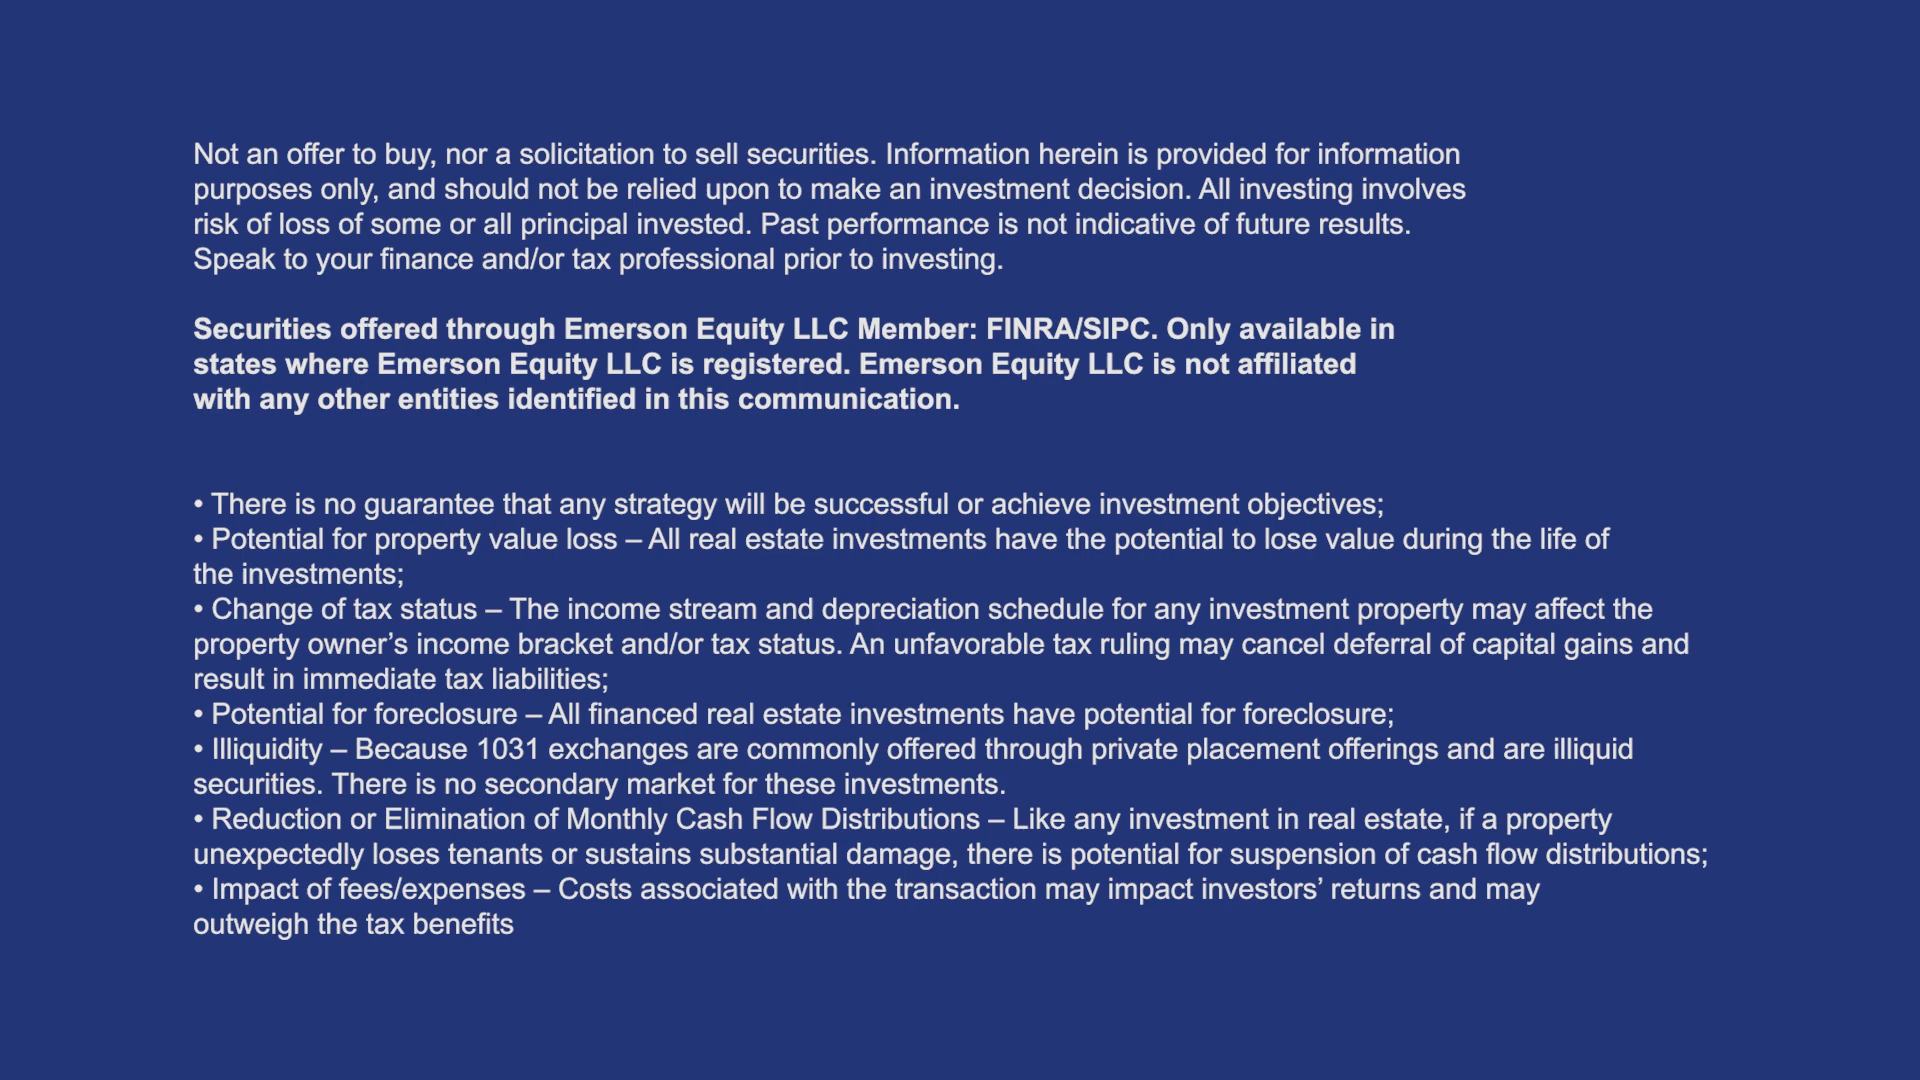 Not an offer to buy, nor a solicitation to sell securities. Information herein is provided for information
purposes only, and should not be relied upon to make an investment decision. All investing involves
risk of loss of some or all principal invested. Past performance is not indicative of future results.
Speak to your finance and/or tax professional prior to investing.
Securities offered through Emerson Equity LLC Member: FINRA/SIPC. Only available in
states where Emerson Equity LLC is registered. Emerson Equity LLC is not affiliated
with any other entities identified in this communication.
• There is no guarantee that any strategy will be successful or achieve investment objectives;
• Potential for property value loss – All real estate investments have the potential to lose value during the life of
the investments;
• Change of tax status – The income stream and depreciation schedule for any investment property may affect the
property owner’s income bracket and/or tax status. An unfavorable tax ruling may cancel deferral of capital gains and
result in immediate tax liabilities;
• Potential for foreclosure – All financed real estate investments have potential for foreclosure;
• Illiquidity – Because 1031 exchanges are commonly offered through private placement offerings and are illiquid
securities. There is no secondary market for these investments.
• Reduction or Elimination of Monthly Cash Flow Distributions – Like any investment in real estate, if a property
unexpectedly loses tenants or sustains substantial damage, there is potential for suspension of cash flow distributions;
• Impact of fees/expenses – Costs associated with the transaction may impact investors’ returns and may
outweigh the tax benefits